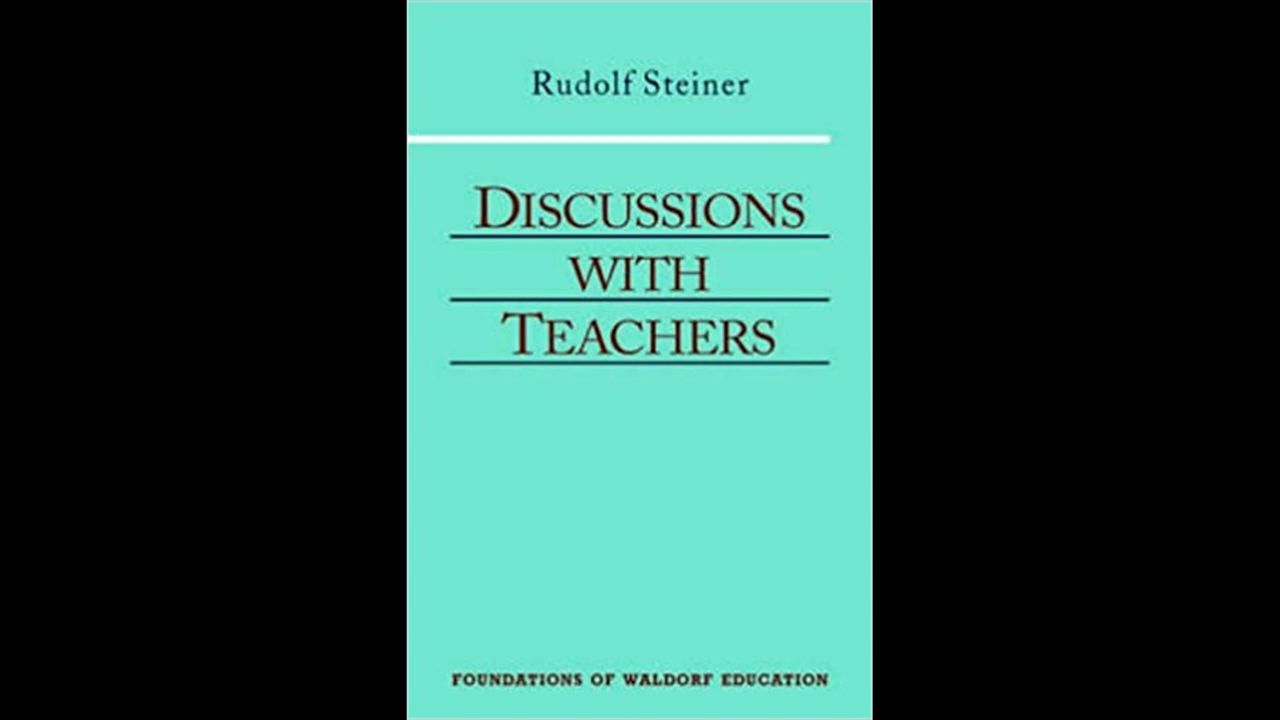 Rudolf Steiner
DISCUSSIONS
WITH
TEACHERS
FOUNDATIONS OF WALDORF EDUCATION